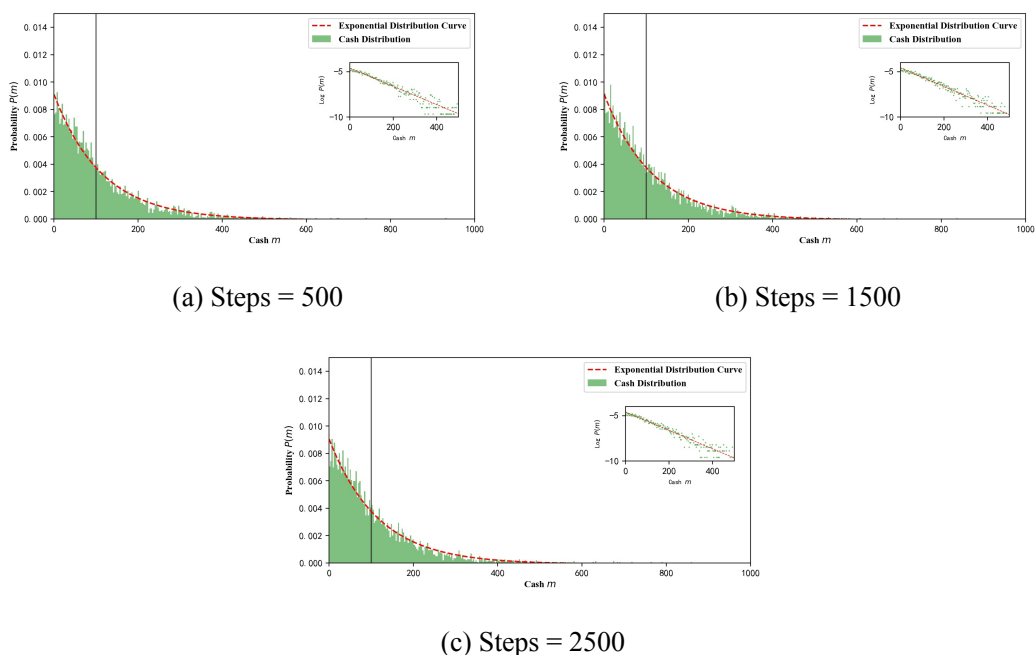 0. 014
0. 012
0. 010
0. 008
0. 006
0. 004
0. 002
0. 000
Probability P(m)
0
200
400
600
800
1000
Cash m
Exponential Distribution Curve
Cash Distribution
Log P(m)
−5
−10
0
200
400
Cash m
(a) Steps = 500
0. 014
0. 012
0. 010
0. 008
0. 006
0. 004
0. 002
0. 000
Probability P(m)
0
200
400
600
800
1000
Cash m
Exponential Distribution Curve
Cash Distribution
Log P(m)
−5
−10
0
200
400
Cash m
(b) Steps = 1500
0. 014
0. 012
0. 010
0. 008
0. 006
0. 004
0. 002
0. 000
Probability P(m)
0
200
400
600
800
1000
Cash m
Exponential Distribution Curve
Cash Distribution
Log P(m)
−5
−10
0
200
400
Cash m
(c) Steps = 2500